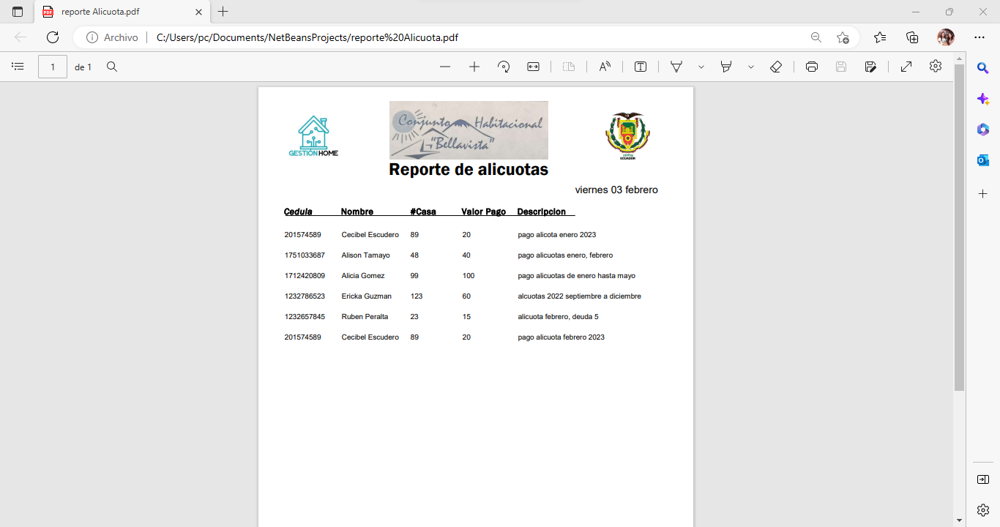 reporte Alicuota.pdf
Archivo
C:/Users/pc/Documents/NetBeansProjects/reporte%20Alicuota.pdf
1 de 1
GESTIÓN HOME
Conjunto Habitacional
"Bellavista"
ECUADOR
Reporte de alicuotas
viernes 03 febrero
Cedula Nombre #Casa Valor Pago Descripcion
201574589 Cecibel Escudero 89 20 pago alicota enero 2023
1751033687 Alison Tamayo 48 40 pago alicuotas enero, febrero
1712420809 Alicia Gomez 99 100 pago alicuotas de enero hasta mayo
1232786523 Ericka Guzman 123 60 alcuotas 2022 septiembre a diciembre
1232657845 Ruben Peralta 23 15 alicuota febrero, deuda 5
201574589 Cecibel Escudero 89 20 pago alicuota febrero 2023